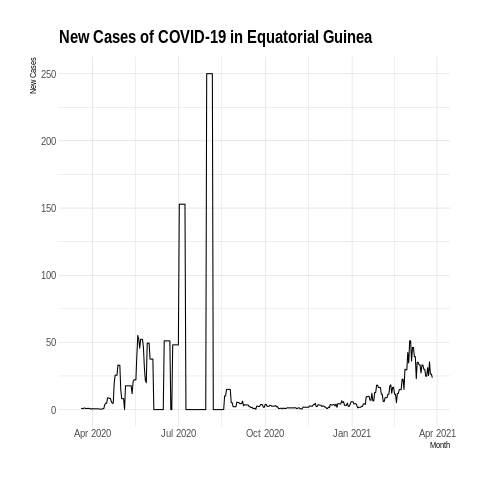 New Cases of COVID-19 in Equatorial Guinea
New Cases
250
200
150
100
50
0
Apr 2020
Jul 2020
Oct 2020
Jan 2021
Apr 2021
Month